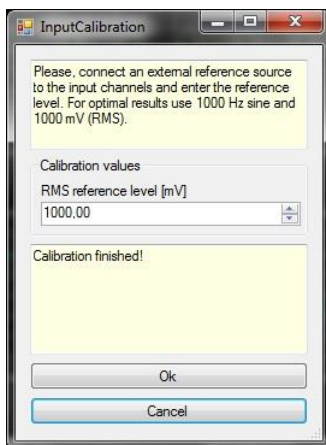 InputCalibration
Please, connect an external reference source
to the input channels and enter the reference
level. For optimal results use 1000 Hz sine and
1000 mV (RMS).
Calibration values
RMS reference level [mV]
1000,00
Calibration finished!
Ok
Cancel